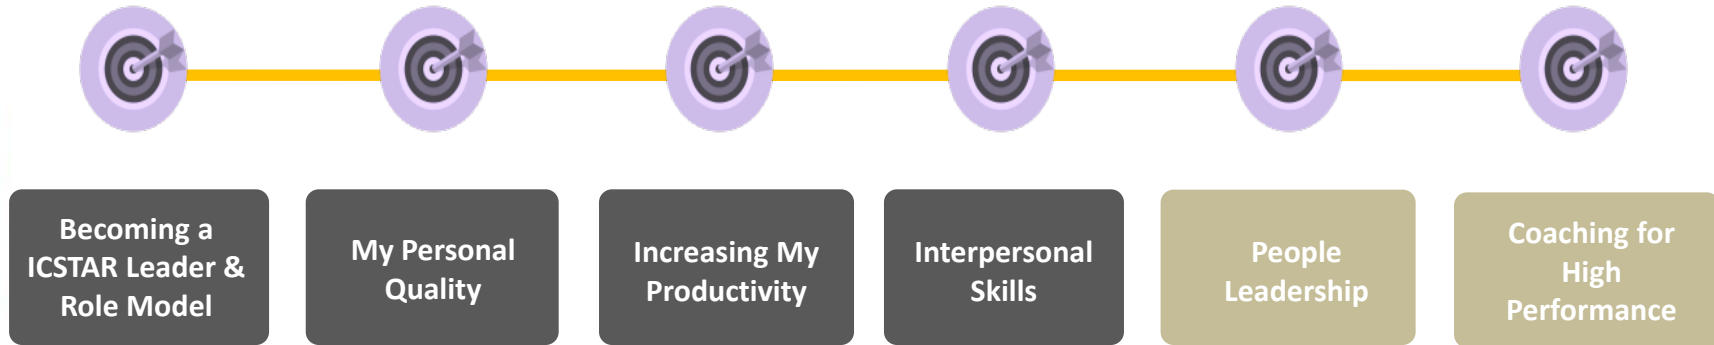 Becoming a
ICSTAR Leader &
Role Model
My Personal
Quality
Increasing My
Productivity
Interpersonal
Skills
People
Leadership
Coaching for
High
Performance